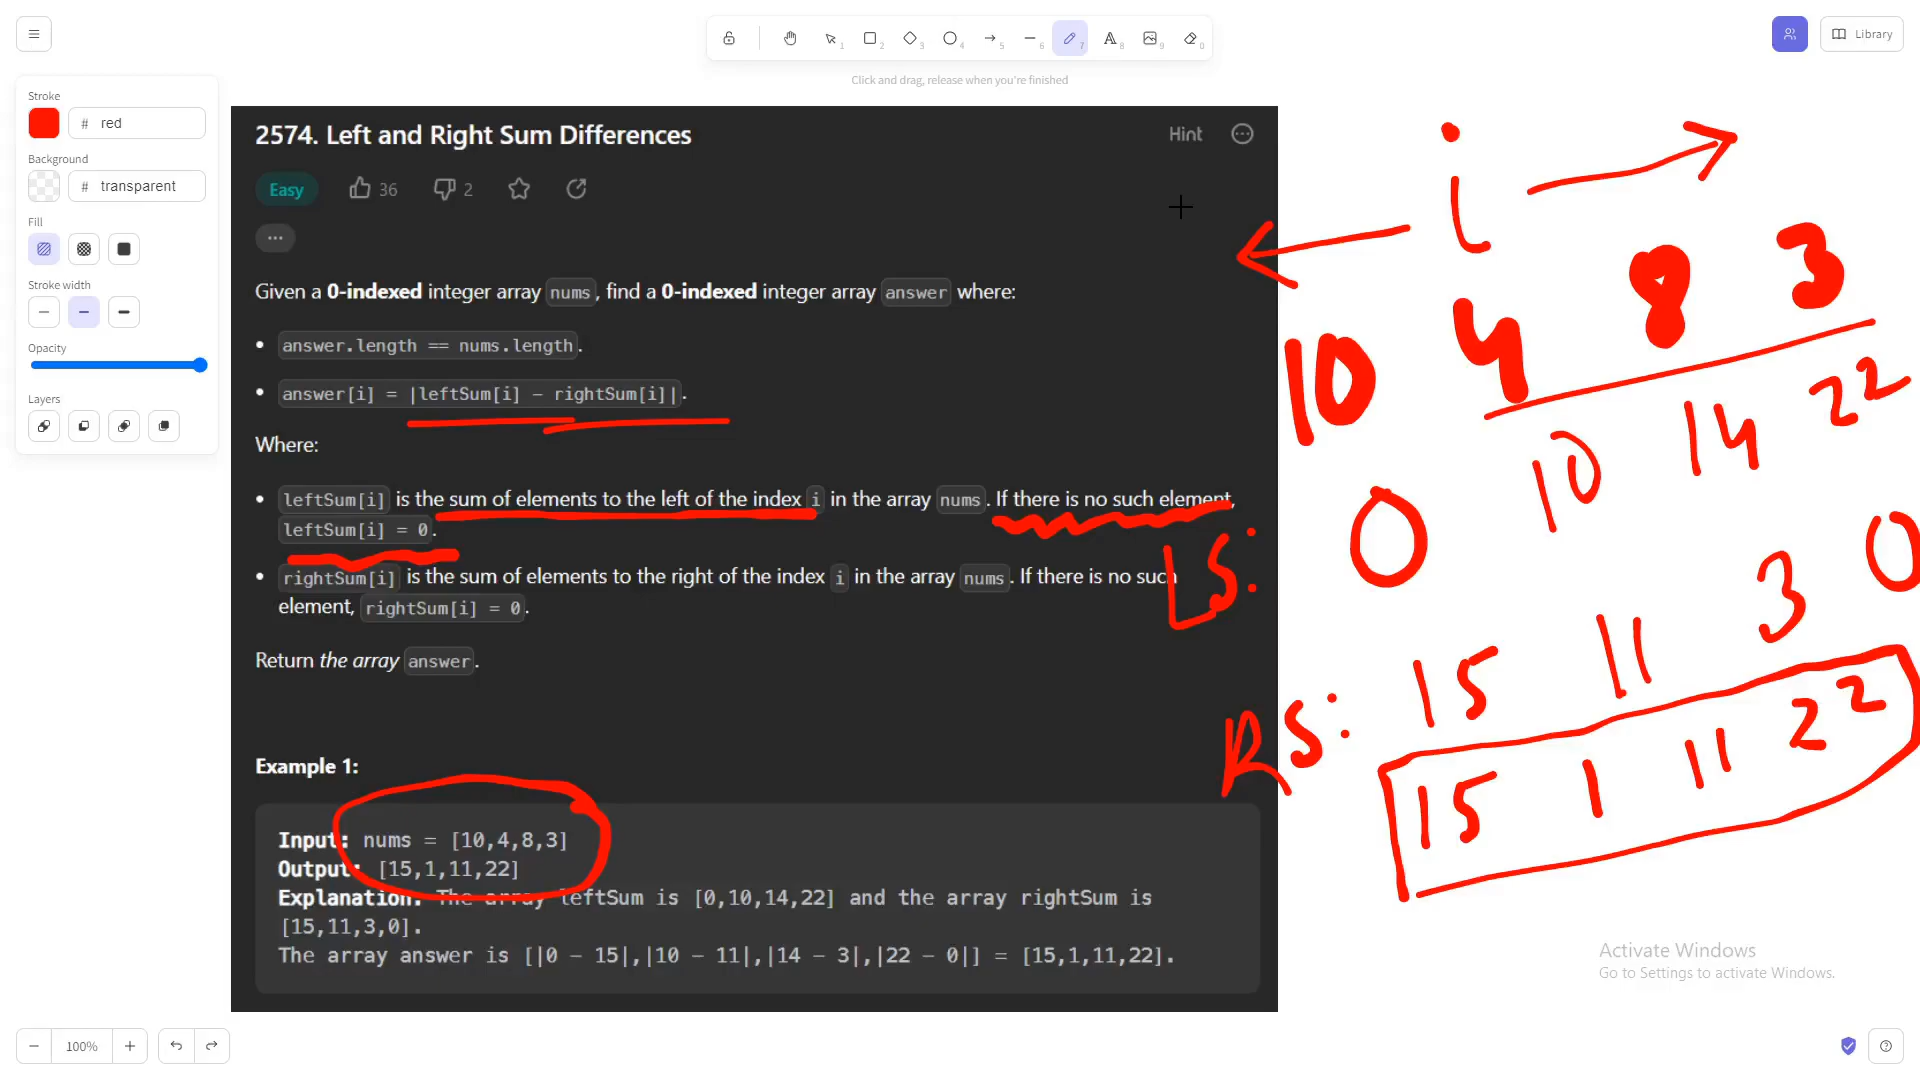 Library
Click and drag, release when you're finished
Stroke
# red
Background
# transparent
Fill
Stroke width
Opacity
Layers
2574. Left and Right Sum Differences
Hint
Easy 36 2
Given a 0-indexed integer array nums, find a 0-indexed integer array answer where:
• answer.length == nums.length.
• answer[i] = |leftSum[i] - rightSum[i]|.
Where:
• leftSum[i] is the sum of elements to the left of the index i in the array nums. If there is no such element,
leftSum[i] = 0.
• rightSum[i] is the sum of elements to the right of the index i in the array nums. If there is no such
element, rightSum[i] = 0.
Return the array answer.
Example 1:
Input: nums = [10,4,8,3]
Output: [15,1,11,22]
Explanation: The array leftSum is [0,10,14,22] and the array rightSum is
[15,11,3,0].
The array answer is [|0 - 15|,|10 - 11|,|14 - 3|,|22 - 0|] = [15,1,11,22].
i
10 4 8 3
LS: 0 10 14 22
RS: 15 11 3 0
15 1 11 22
Activate Windows
Go to Settings to activate Windows.
100%